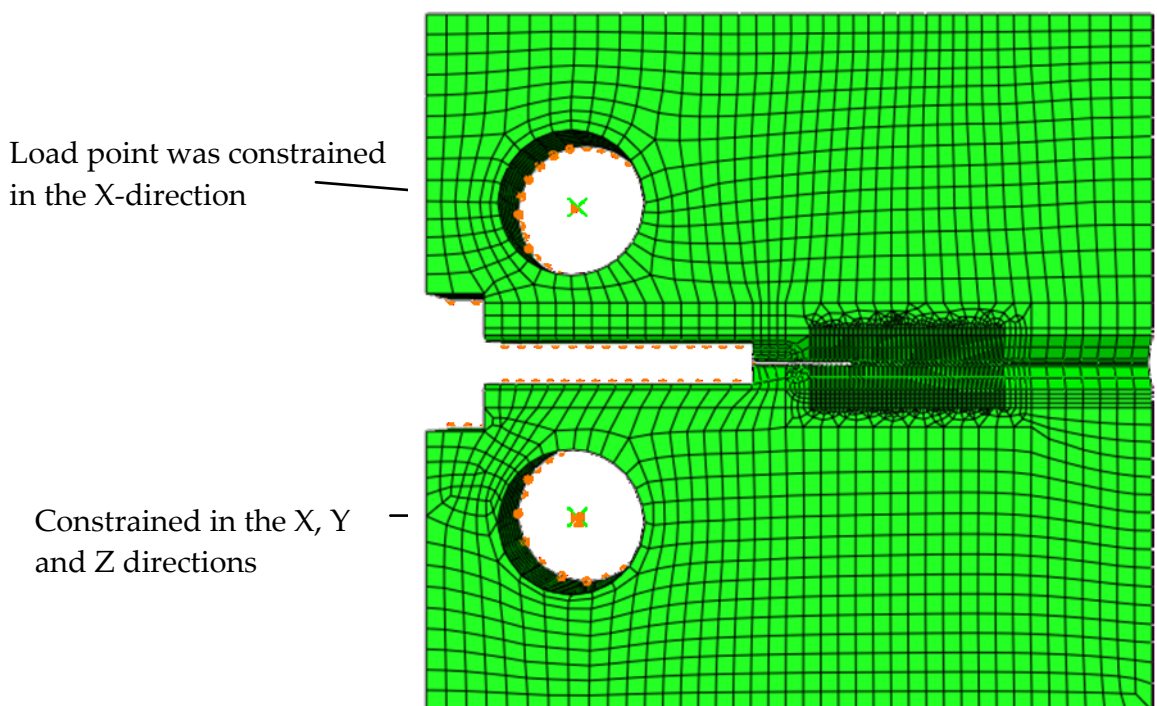 Load point was constrained
in the X-direction
Constrained in the X, Y
and Z directions